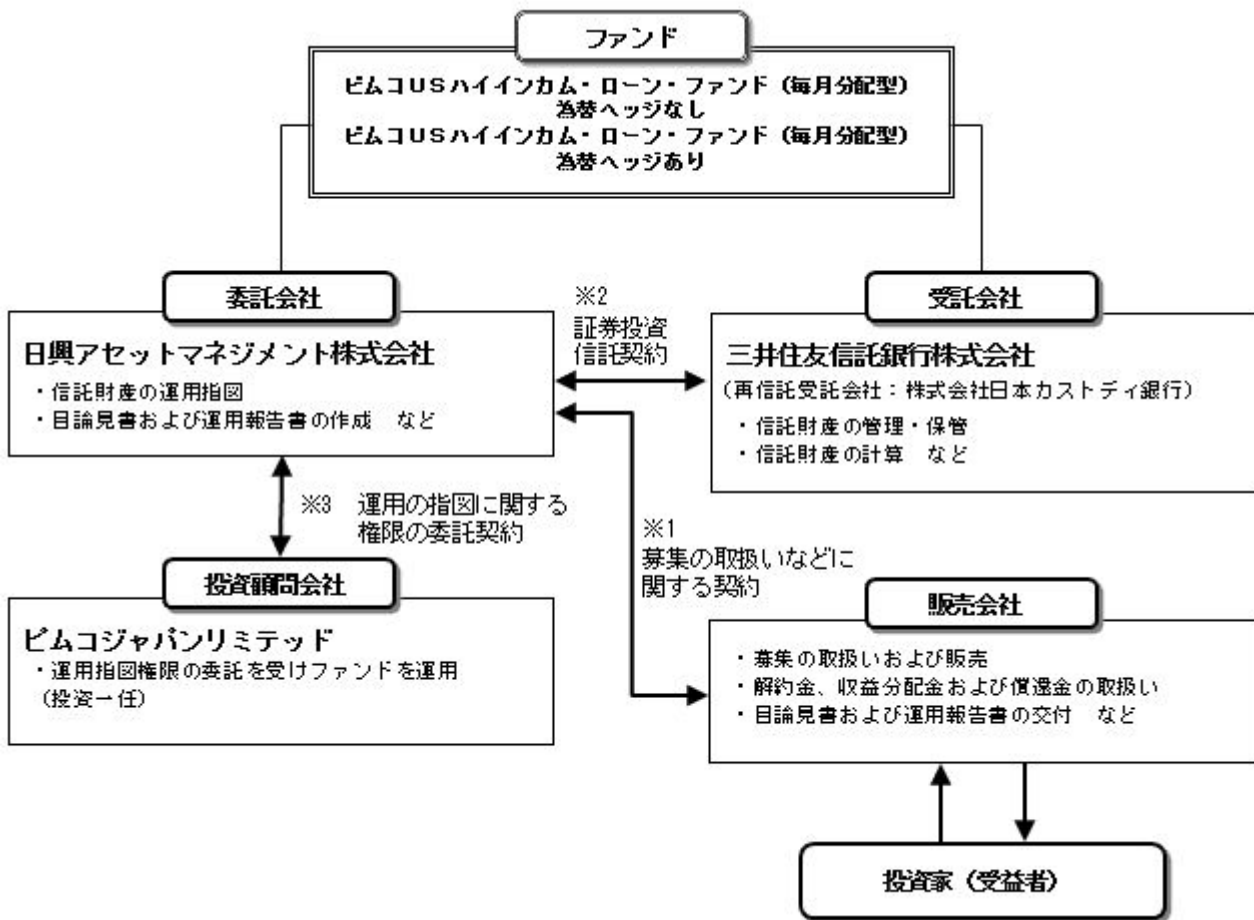 ファンド
ピムコUSハイインカム・ローン・ファンド（毎月分配型）
為替ヘッジなし
ピムコUSハイインカム・ローン・ファンド（毎月分配型）
為替ヘッジあり
委託会社
日興アセットマネジメント株式会社
・信託財産の運用指図
・目論見書および運用報告書の作成　など
※2
証券投資
信託契約
受託会社
三井住友信託銀行株式会社
（再信託受託会社：株式会社日本カストディ銀行）
・信託財産の管理・保管
・信託財産の計算　など
※3　運用の指図に関する
権限の委託契約
※1
募集の取扱いなどに
関する契約
投資顧問会社
ピムコジャパンリミテッド
・運用指図権限の委託を受けファンドを運用
（投資一任）
販売会社
・募集の取扱いおよび販売
・解約金、収益分配金および償還金の取扱い
・目論見書および運用報告書の交付　など
投資家（受益者）